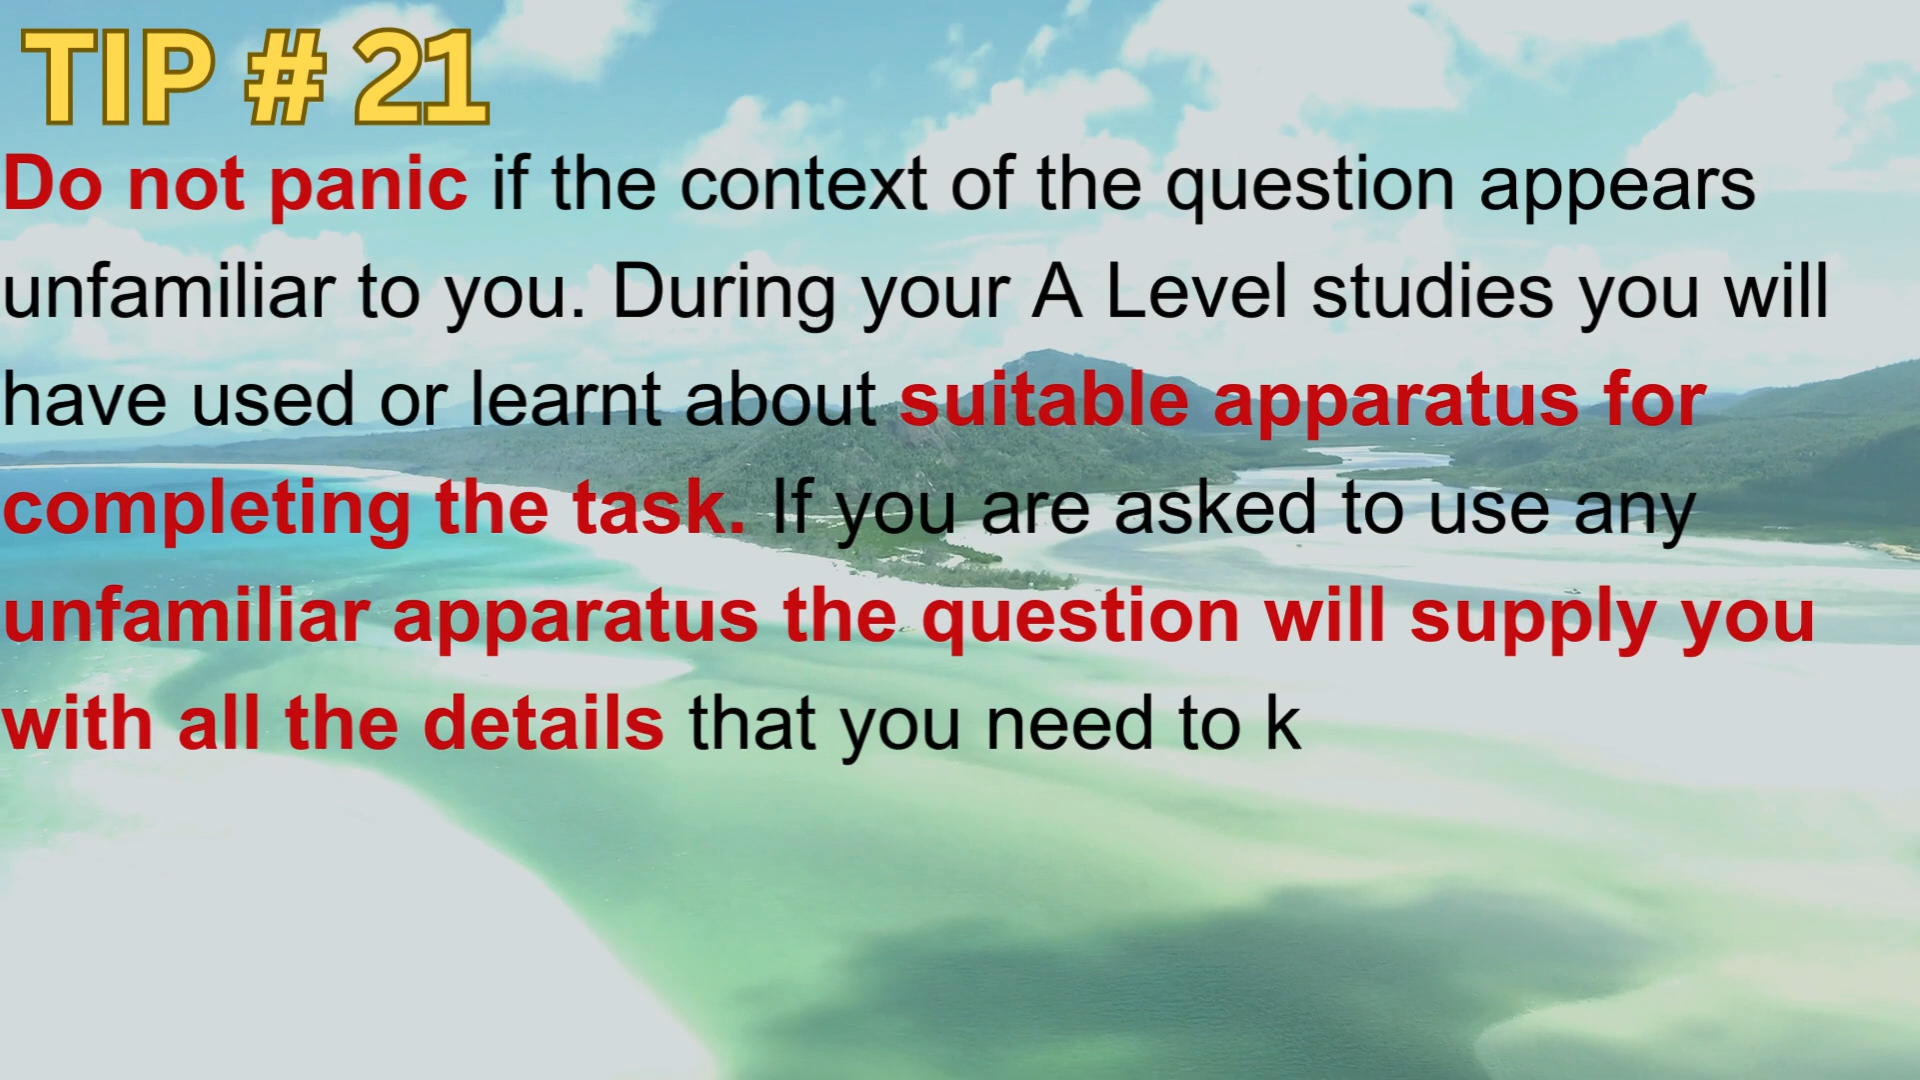 TIP # 21
Do not panic if the context of the question appears
unfamiliar to you. During your A Level studies you will
have used or learnt about suitable apparatus for
completing the task. If you are asked to use any
unfamiliar apparatus the question will supply you
with all the details that you need to k